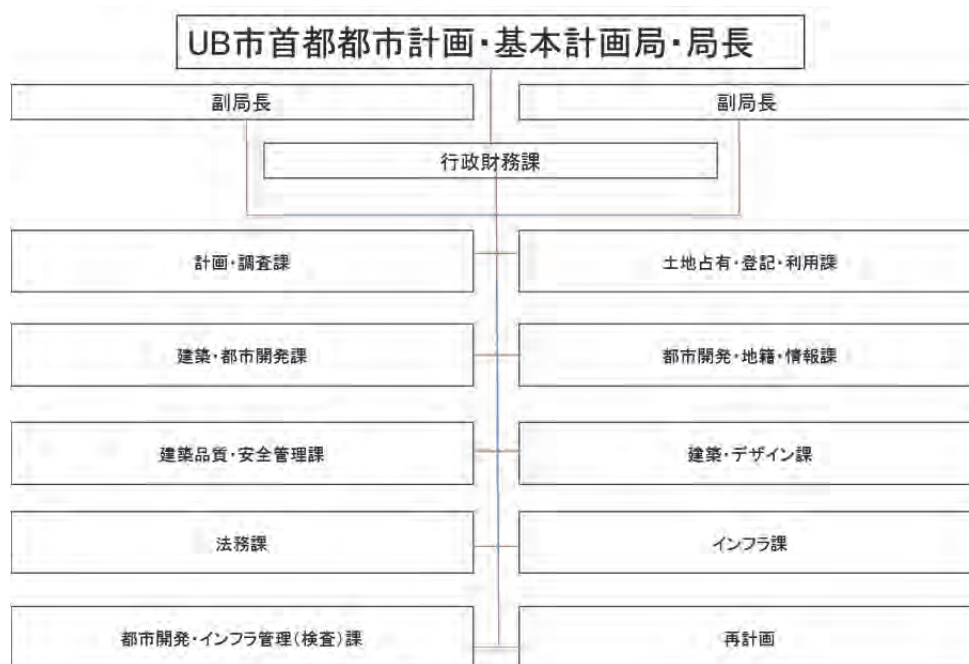 UB市首都都市計画・基本計画局・局長
副局長
副局長
行政財務課
計画・調査課
土地占有・登記・利用課
建築・都市開発課
都市開発・地籍・情報課
建築品質・安全管理課
建築・デザイン課
法務課
インフラ課
都市開発・インフラ管理(検査)課
再計画